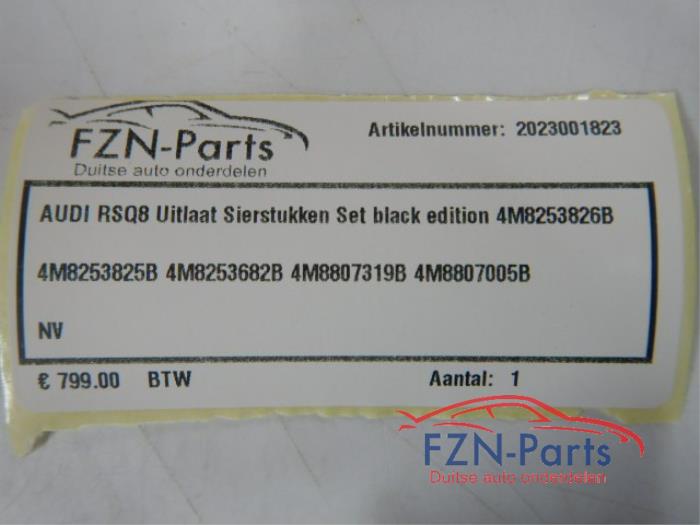 FZN-Parts
Duitse auto onderdelen
Artikelnummer: 2023001823
AUDI RSQ8 Uitlaat Sierstukken Set black edition 4M8253826B
4M8253825B 4M8253682B 4M8807319B 4M8807005B
NV
€ 799.00 BTW
Aantal: 1
FZN-Parts
Duitse auto onderdelen